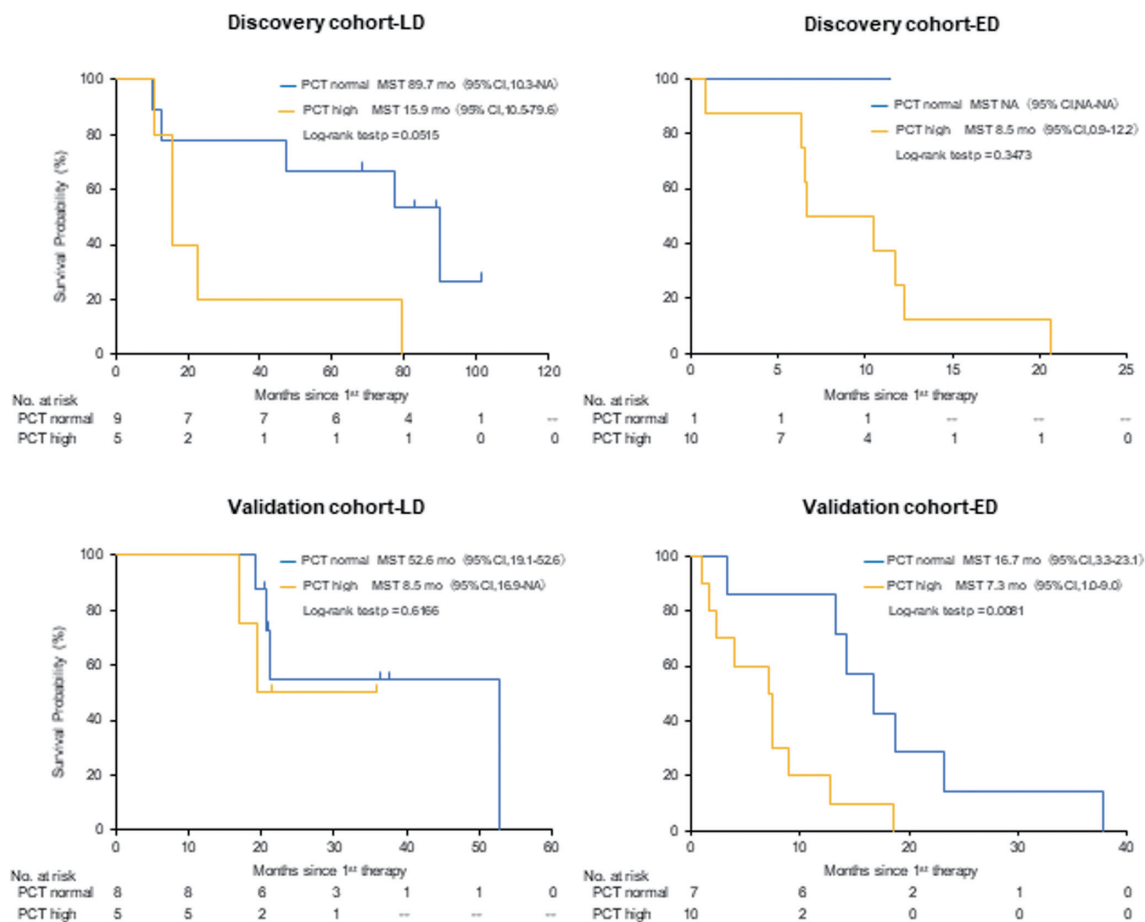 Discovery cohort-LD
PCT normal MST 89.7 mo (95%CI,10.3-NA)
PCT high MST 15.9 mo (95% CI,10.5-79.6)
Log-rank test p = 0.0515
Survival Probability (%)
100
80
60
40
20
0
0 20 40 60 80 100 120
Months since 1st therapy
No. at risk
PCT normal 9 7 7 6 4 1 --
PCT high 5 2 1 1 1 0 0
Discovery cohort-ED
PCT normal MST NA (95% CI,NA-NA)
PCT high MST 8.5 mo (95%CI,0.9-12.2)
Log-rank test p = 0.3473
100
80
60
40
20
0
0 5 10 15 20 25
Months since 1st therapy
No. at risk
PCT normal 1 1 1 -- -- --
PCT high 10 7 4 1 1 0
Validation cohort-LD
PCT normal MST 52.6 mo (95%CI,19.1-52.6)
PCT high MST 8.5 mo (95%CI,16.9-NA)
Log-rank test p = 0.6166
Survival Probability (%)
100
80
60
40
20
0
0 10 20 30 40 50 60
Months since 1st therapy
No. at risk
PCT normal 8 8 6 3 1 1 0
PCT high 5 5 2 1 -- -- --
Validation cohort-ED
PCT normal MST 16.7 mo (95%CI,3.3-23.1)
PCT high MST 7.3 mo (95%CI,1.0-9.0)
Log-rank test p = 0.0081
100
80
60
40
20
0
0 10 20 30 40
Months since 1st therapy
No. at risk
PCT normal 7 6 2 1 0
PCT high 10 2 0 0 0